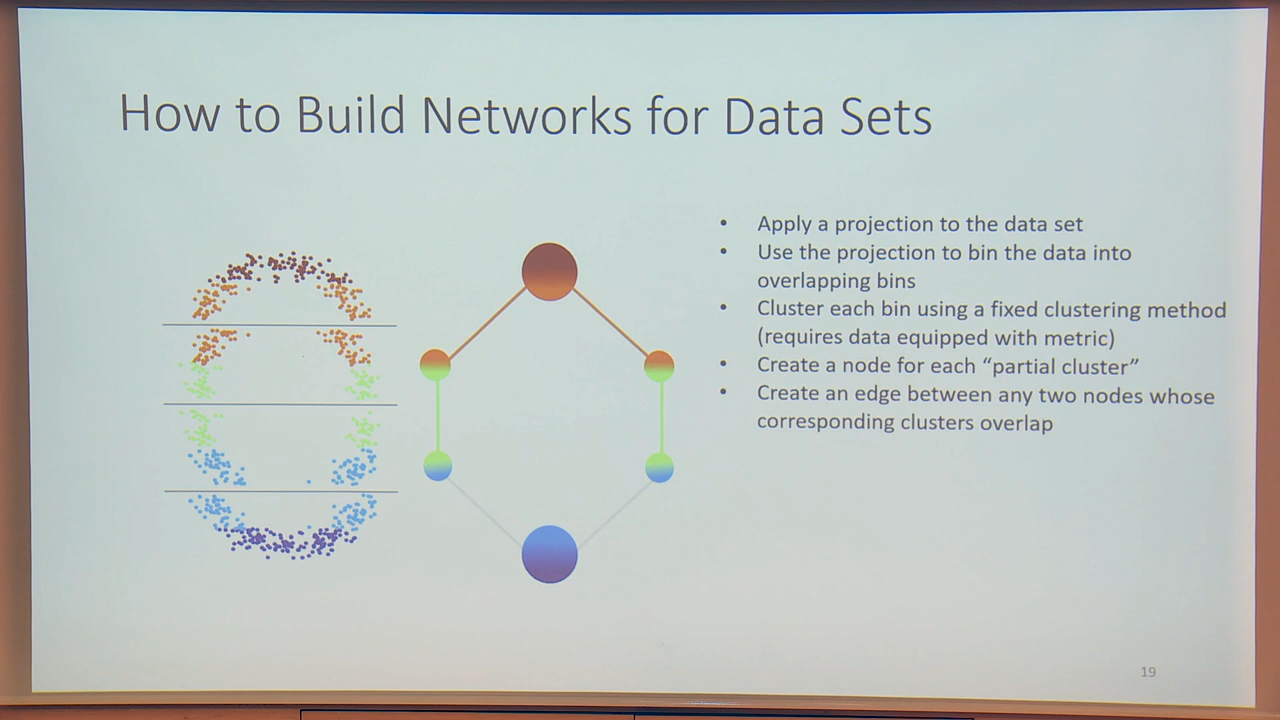 How to Build Networks for Data Sets
• Apply a projection to the data set
• Use the projection to bin the data into
overlapping bins
• Cluster each bin using a fixed clustering method
(requires data equipped with metric)
• Create a node for each “partial cluster”
• Create an edge between any two nodes whose
corresponding clusters overlap
19